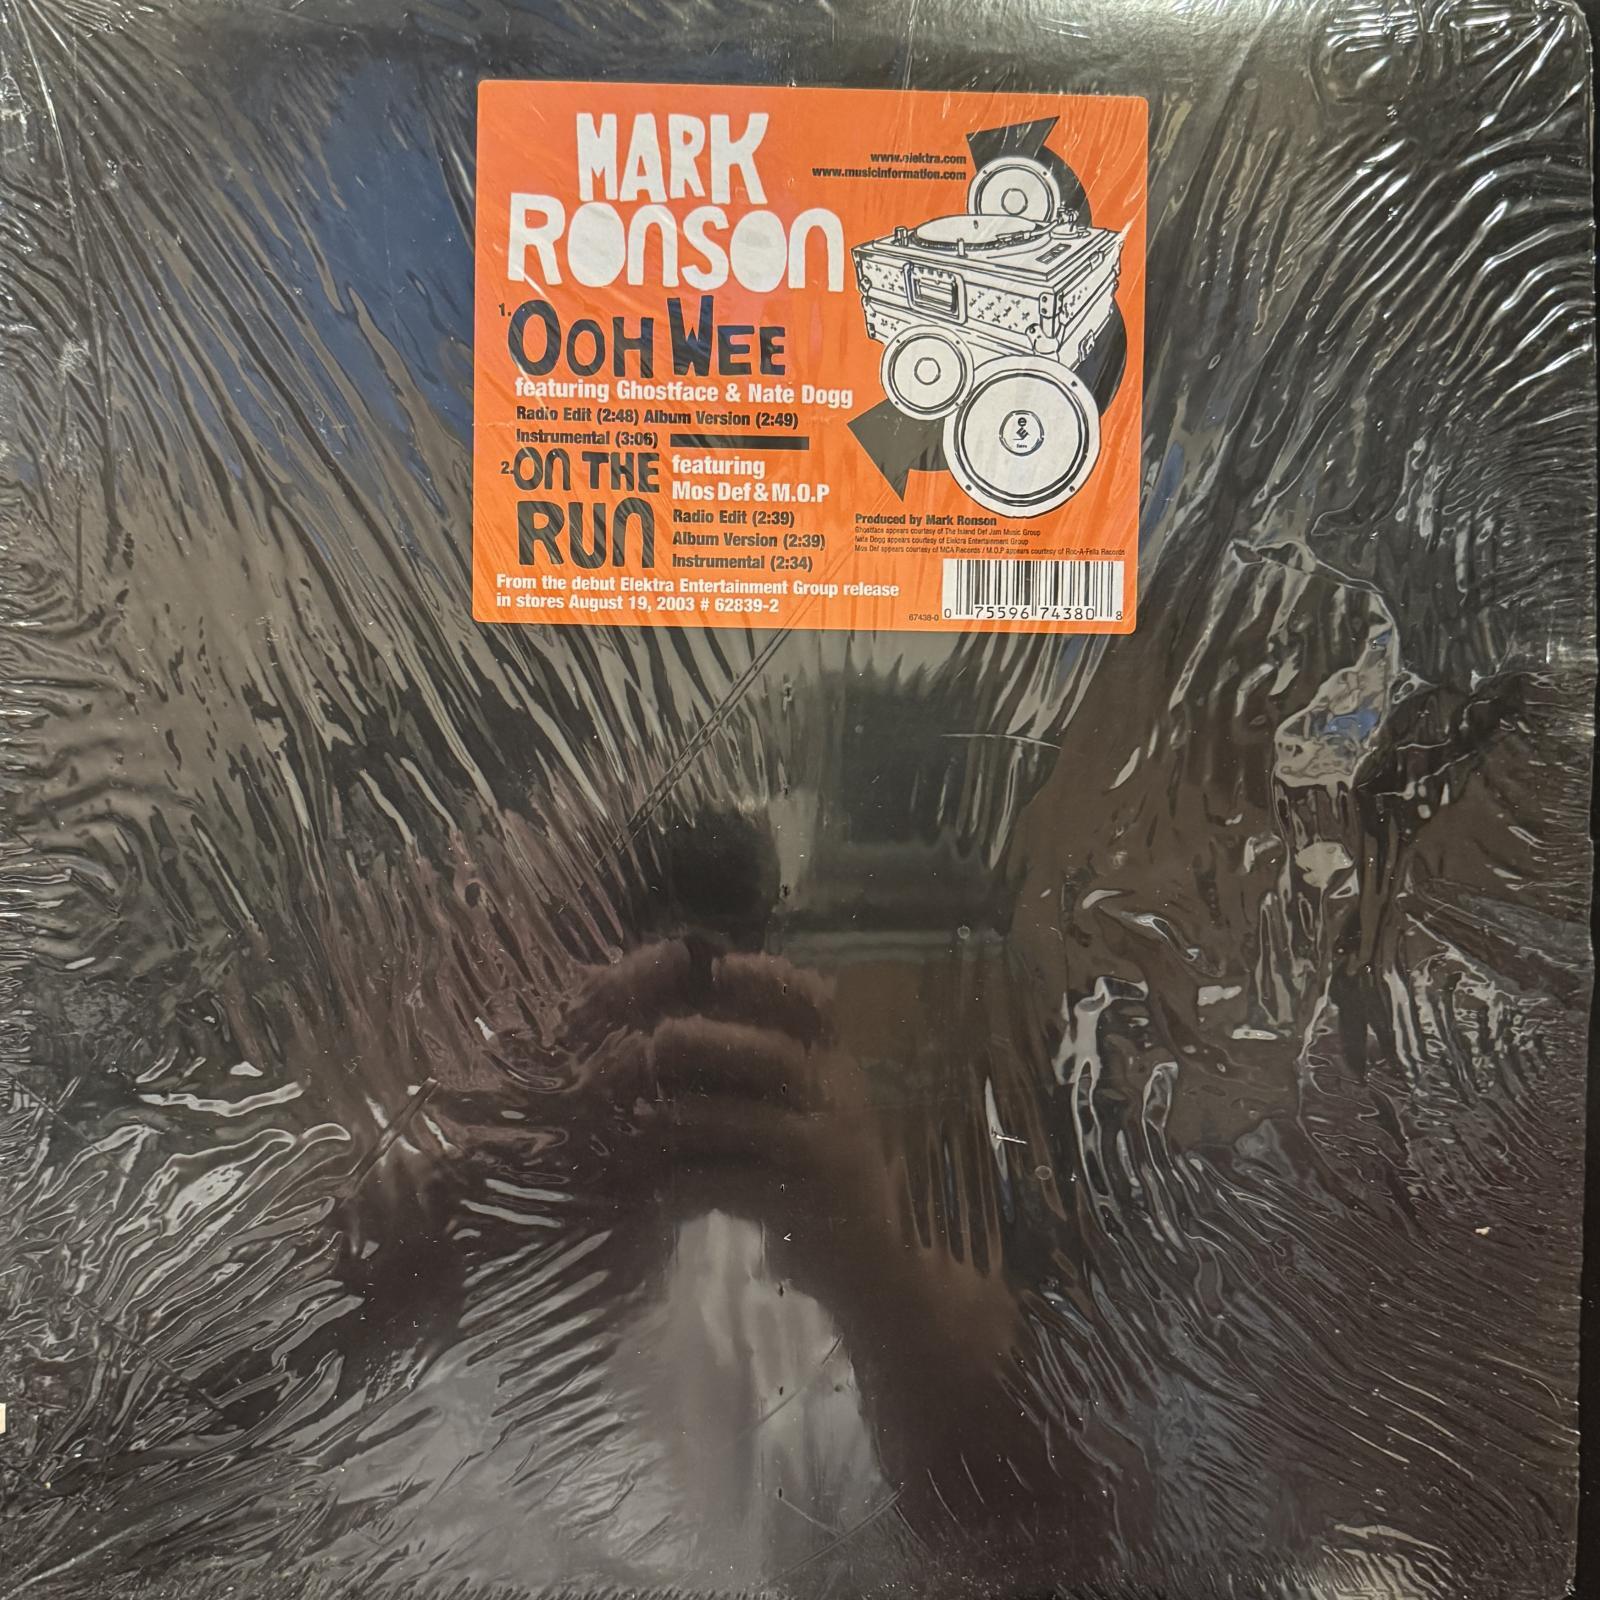 MARK
RONSON
www.elektra.com
www.musicinformation.com
1. OOH WEE
featuring Ghostface & Nate Dogg
Radio Edit (2:48) Album Version (2:49)
Instrumental (3:06)
2. ON THE
RUN
featuring
Mos Def & M.O.P
Radio Edit (2:39)
Album Version (2:39)
Instrumental (2:34)
From the debut Elektra Entertainment Group release
in stores August 19, 2003 # 62839-2
Produced by Mark Ronson
Ghostface appears courtesy of The Island Def Jam Music Group
Nate Dogg appears courtesy of Elektra Entertainment Group
Mos Def appears courtesy of MCA Records / M.O.P appears courtesy of Roc-A-Fella Records
67438-0
0 75596 74380 8